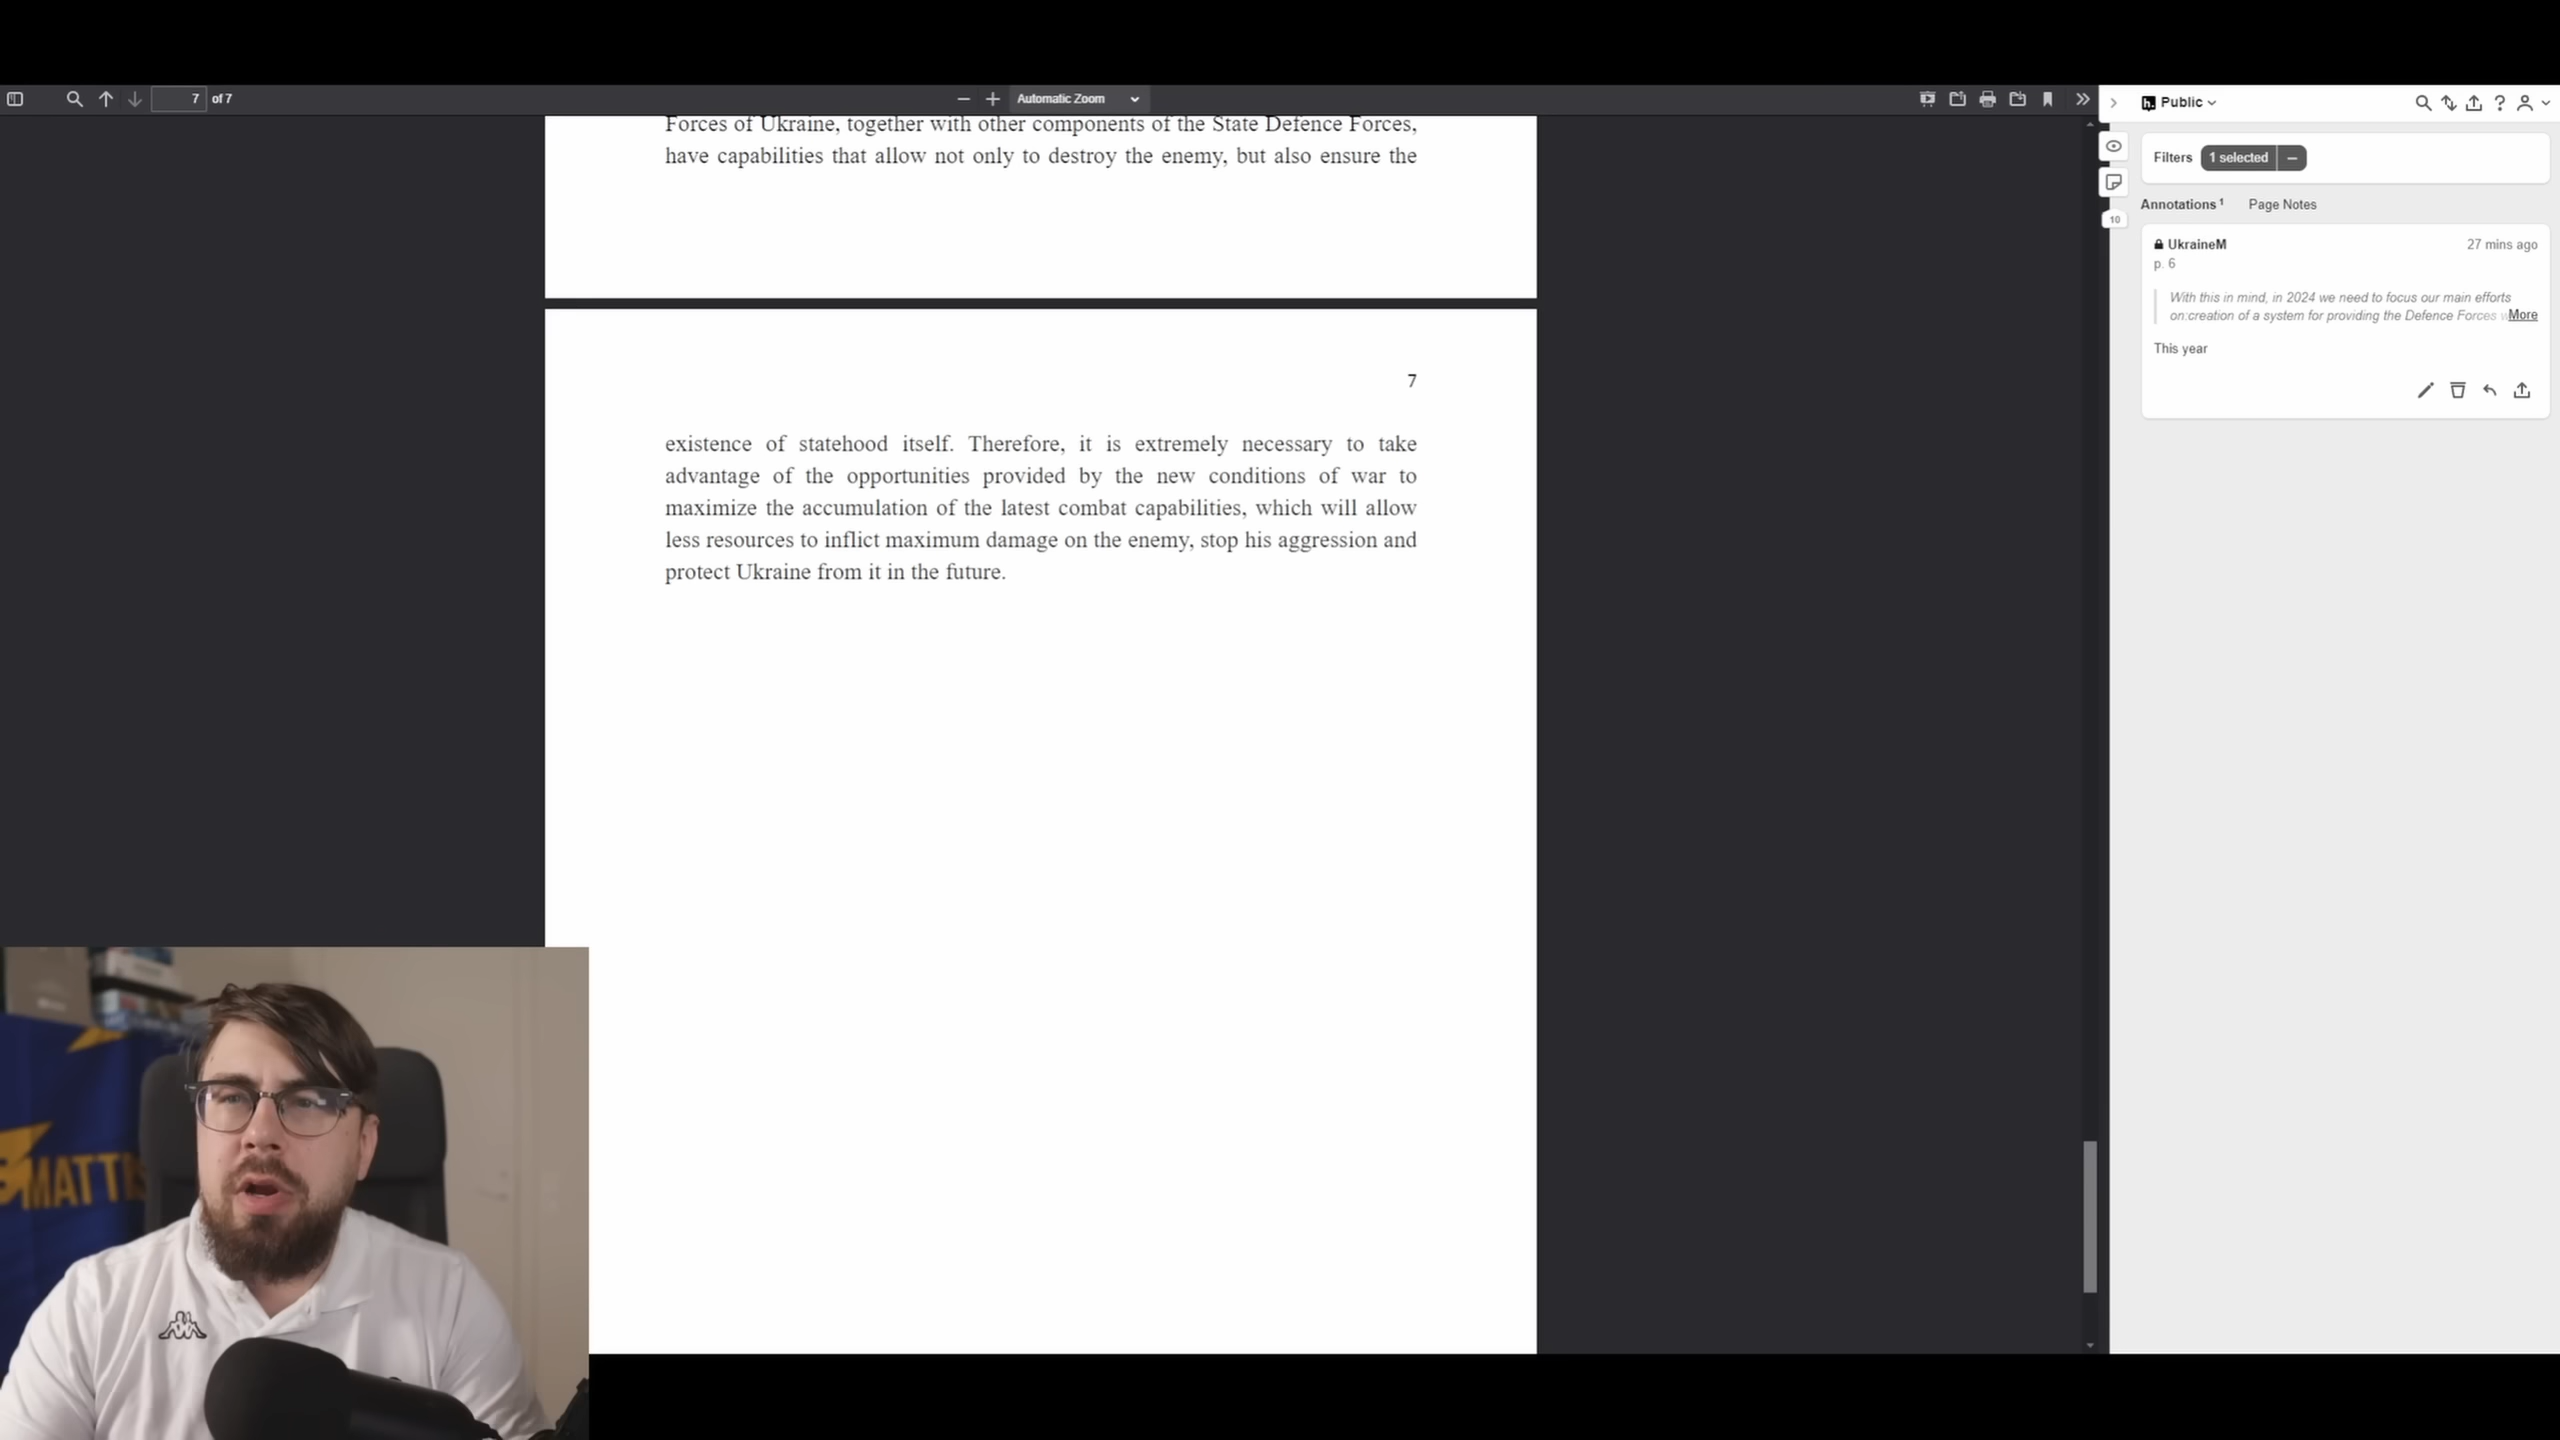 7 of 7
Automatic Zoom
Public
Forces of Ukraine, together with other components of the State Defence Forces,
have capabilities that allow not only to destroy the enemy, but also ensure the
7
existence of statehood itself. Therefore, it is extremely necessary to take
advantage of the opportunities provided by the new conditions of war to
maximize the accumulation of the latest combat capabilities, which will allow
less resources to inflict maximum damage on the enemy, stop his aggression and
protect Ukraine from it in the future.
Filters 1 selected
Annotations 1 Page Notes
10
UkraineM 27 mins ago
p. 6
With this in mind, in 2024 we need to focus our main efforts
on:creation of a system for providing the Defence Forces More
This year
MATT